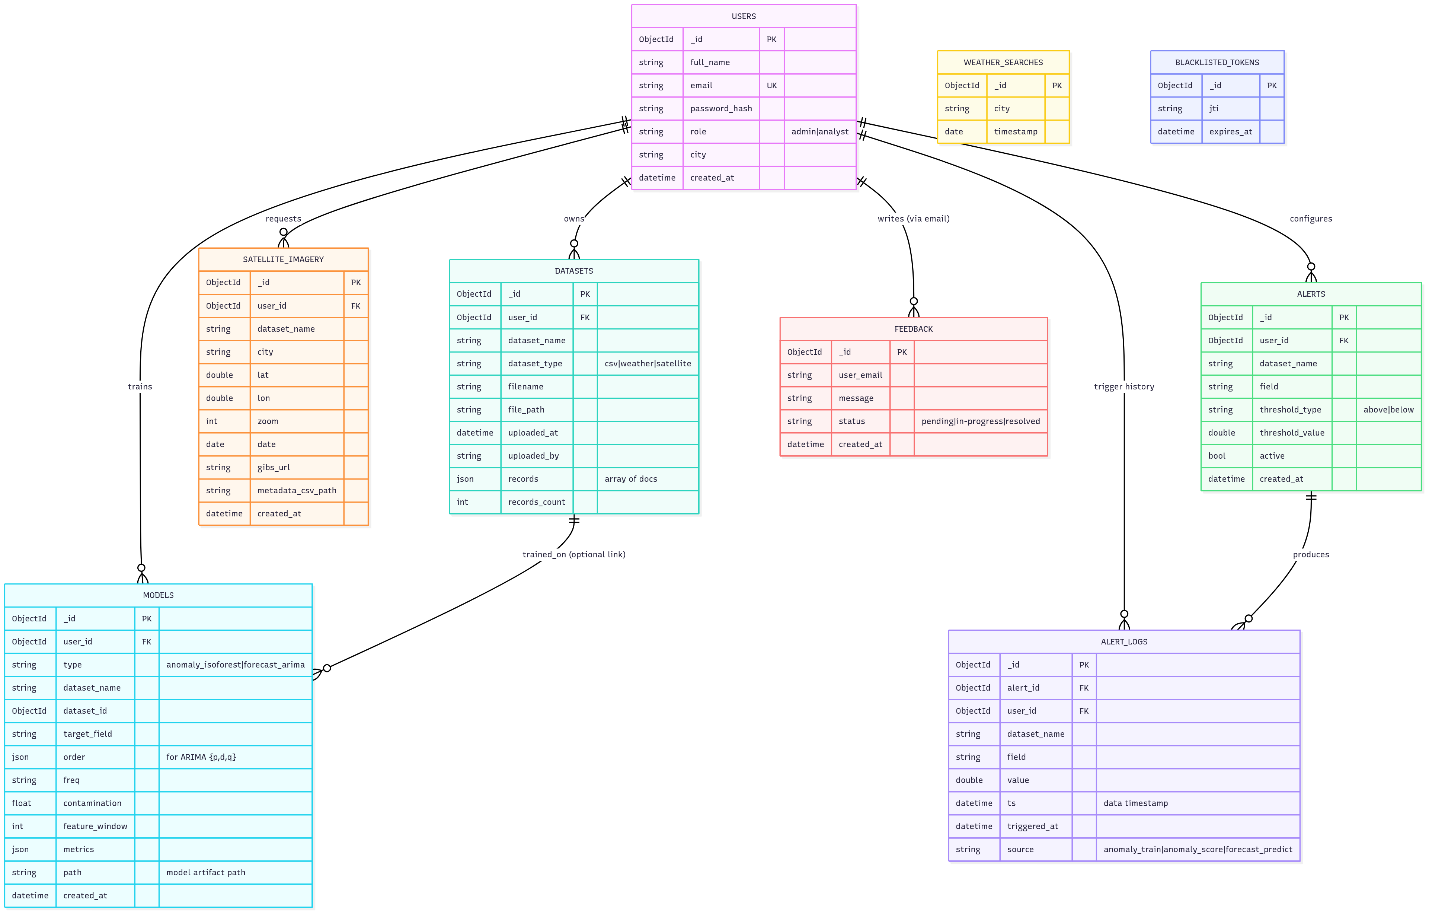 USERS
ObjectId _id PK
string full_name
string email UK
string password_hash
string role admin|analyst
string city
datetime created_at
WEATHER_SEARCHES
ObjectId _id PK
string city
date timestamp
BLACKLISTED_TOKENS
ObjectId _id PK
string jti
datetime expires_at
requests
owns
writes (via email)
configures
trains
trigger history
SATELLITE_IMAGERY
ObjectId _id PK
ObjectId user_id FK
string dataset_name
string city
double lat
double lon
int zoom
date date
string gibs_url
string metadata_csv_path
datetime created_at
DATASETS
ObjectId _id PK
ObjectId user_id FK
string dataset_name
string dataset_type csv|weather|satellite
string filename
string file_path
datetime uploaded_at
string uploaded_by
json records array of docs
int records_count
FEEDBACK
ObjectId _id PK
string user_email
string message
string status pending|in-progress|resolved
datetime created_at
ALERTS
ObjectId _id PK
ObjectId user_id FK
string dataset_name
string field
string threshold_type above|below
double threshold_value
bool active
datetime created_at
trained_on (optional link)
produces
MODELS
ObjectId _id PK
ObjectId user_id FK
string type anomaly_isoforest|forecast_arima
string dataset_name
ObjectId dataset_id
string target_field
json order for ARIMA {p,d,q}
string freq
float contamination
int feature_window
json metrics
string path model artifact path
datetime created_at
ALERT_LOGS
ObjectId _id PK
ObjectId alert_id FK
ObjectId user_id FK
string dataset_name
string field
double value
datetime ts data timestamp
datetime triggered_at
string source anomaly_train|anomaly_score|forecast_predict